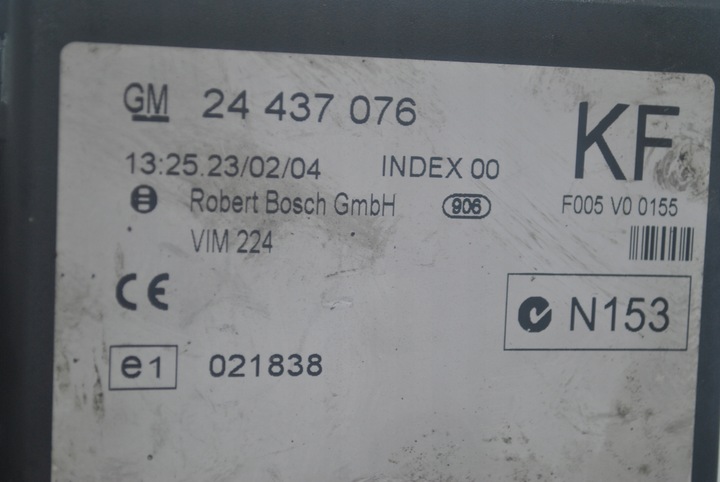 GM 24 437 076
KF
13:25.23/02/04 INDEX 00
Robert Bosch GmbH 906 F005 V0 0155
VIM 224
CE
N153
e1 021838